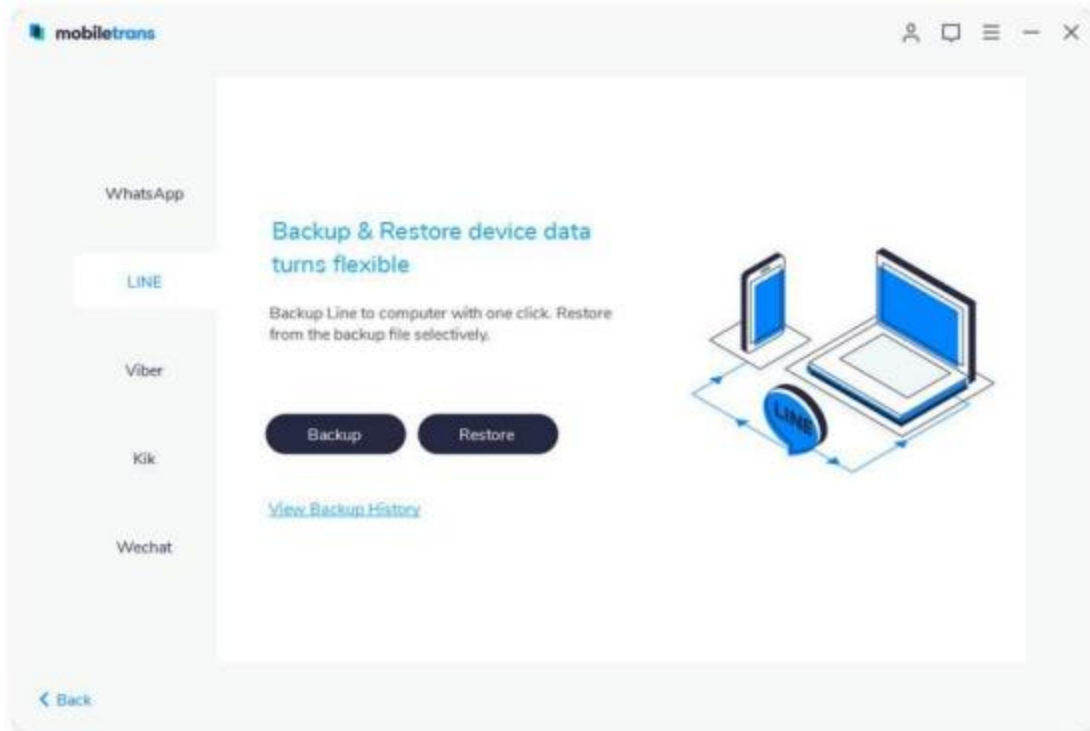 mobiletrans
WhatsApp
LINE
Viber
Kik
Wechat
Backup & Restore device data
turns flexible
Backup Line to computer with one click. Restore
from the backup file selectively.
Backup Restore
View Backup History
LINE
Back